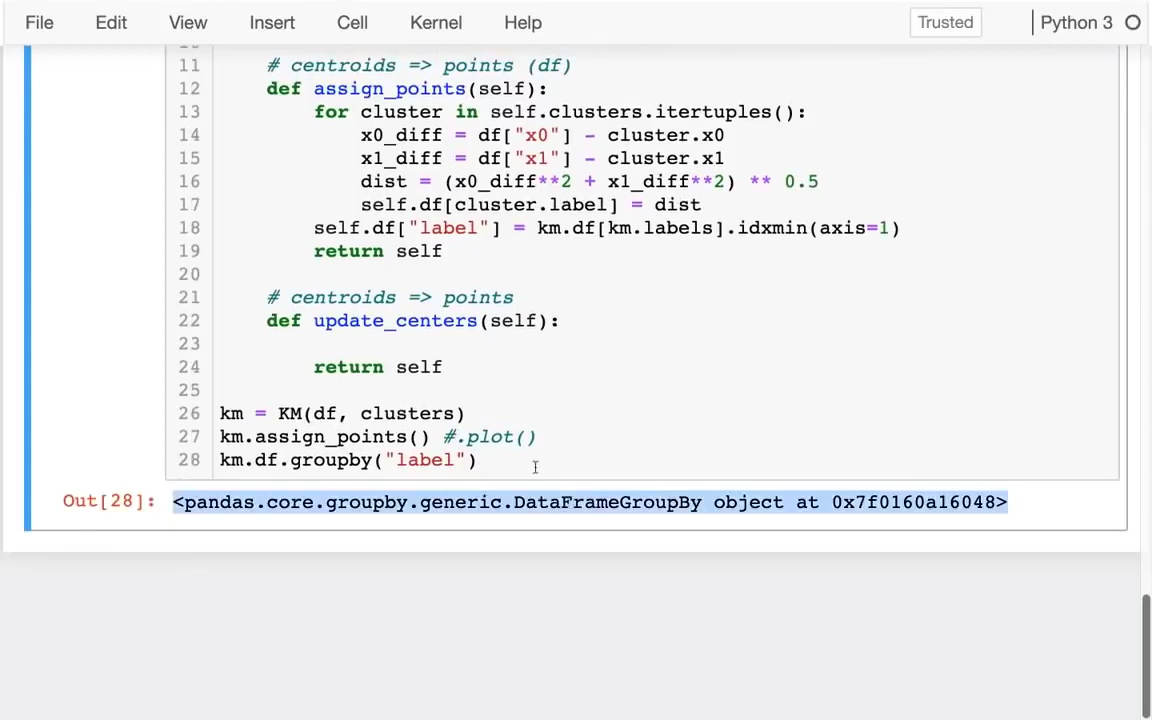 File Edit View Insert Cell Kernel Help Trusted Python 3
11 # centroids => points (df)
12 def assign_points(self):
13 for cluster in self.clusters.itertuples():
14 x0_diff = df["x0"] - cluster.x0
15 x1_diff = df["x1"] - cluster.x1
16 dist = (x0_diff**2 + x1_diff**2) ** 0.5
17 self.df[cluster.label] = dist
18 self.df["label"] = km.df[km.labels].idxmin(axis=1)
19 return self
20
21 # centroids => points
22 def update_centers(self):
23
24 return self
25
26 km = KM(df, clusters)
27 km.assign_points() #.plot()
28 km.df.groupby("label")
Out[28]: <pandas.core.groupby.generic.DataFrameGroupBy object at 0x7f0160a16048>